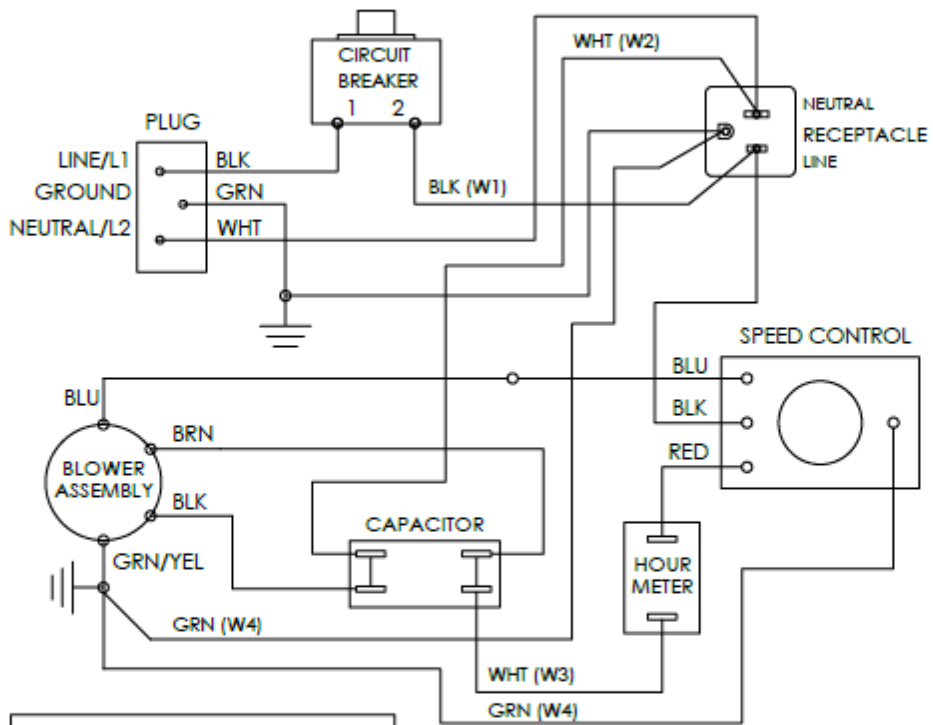 WHT (W2)
CIRCUIT
BREAKER
1 2
NEUTRAL
RECEPTACLE
LINE
PLUG
LINE/L1
BLK
GROUND
GRN
BLK (W1)
NEUTRAL/L2
WHT
SPEED CONTROL
BLU
BLU
BLK
BRN
RED
BLOWER
ASSEMBLY
BLK
CAPACITOR
GRN/YEL
HOUR
METER
GRN (W4)
WHT (W3)
GRN (W4)